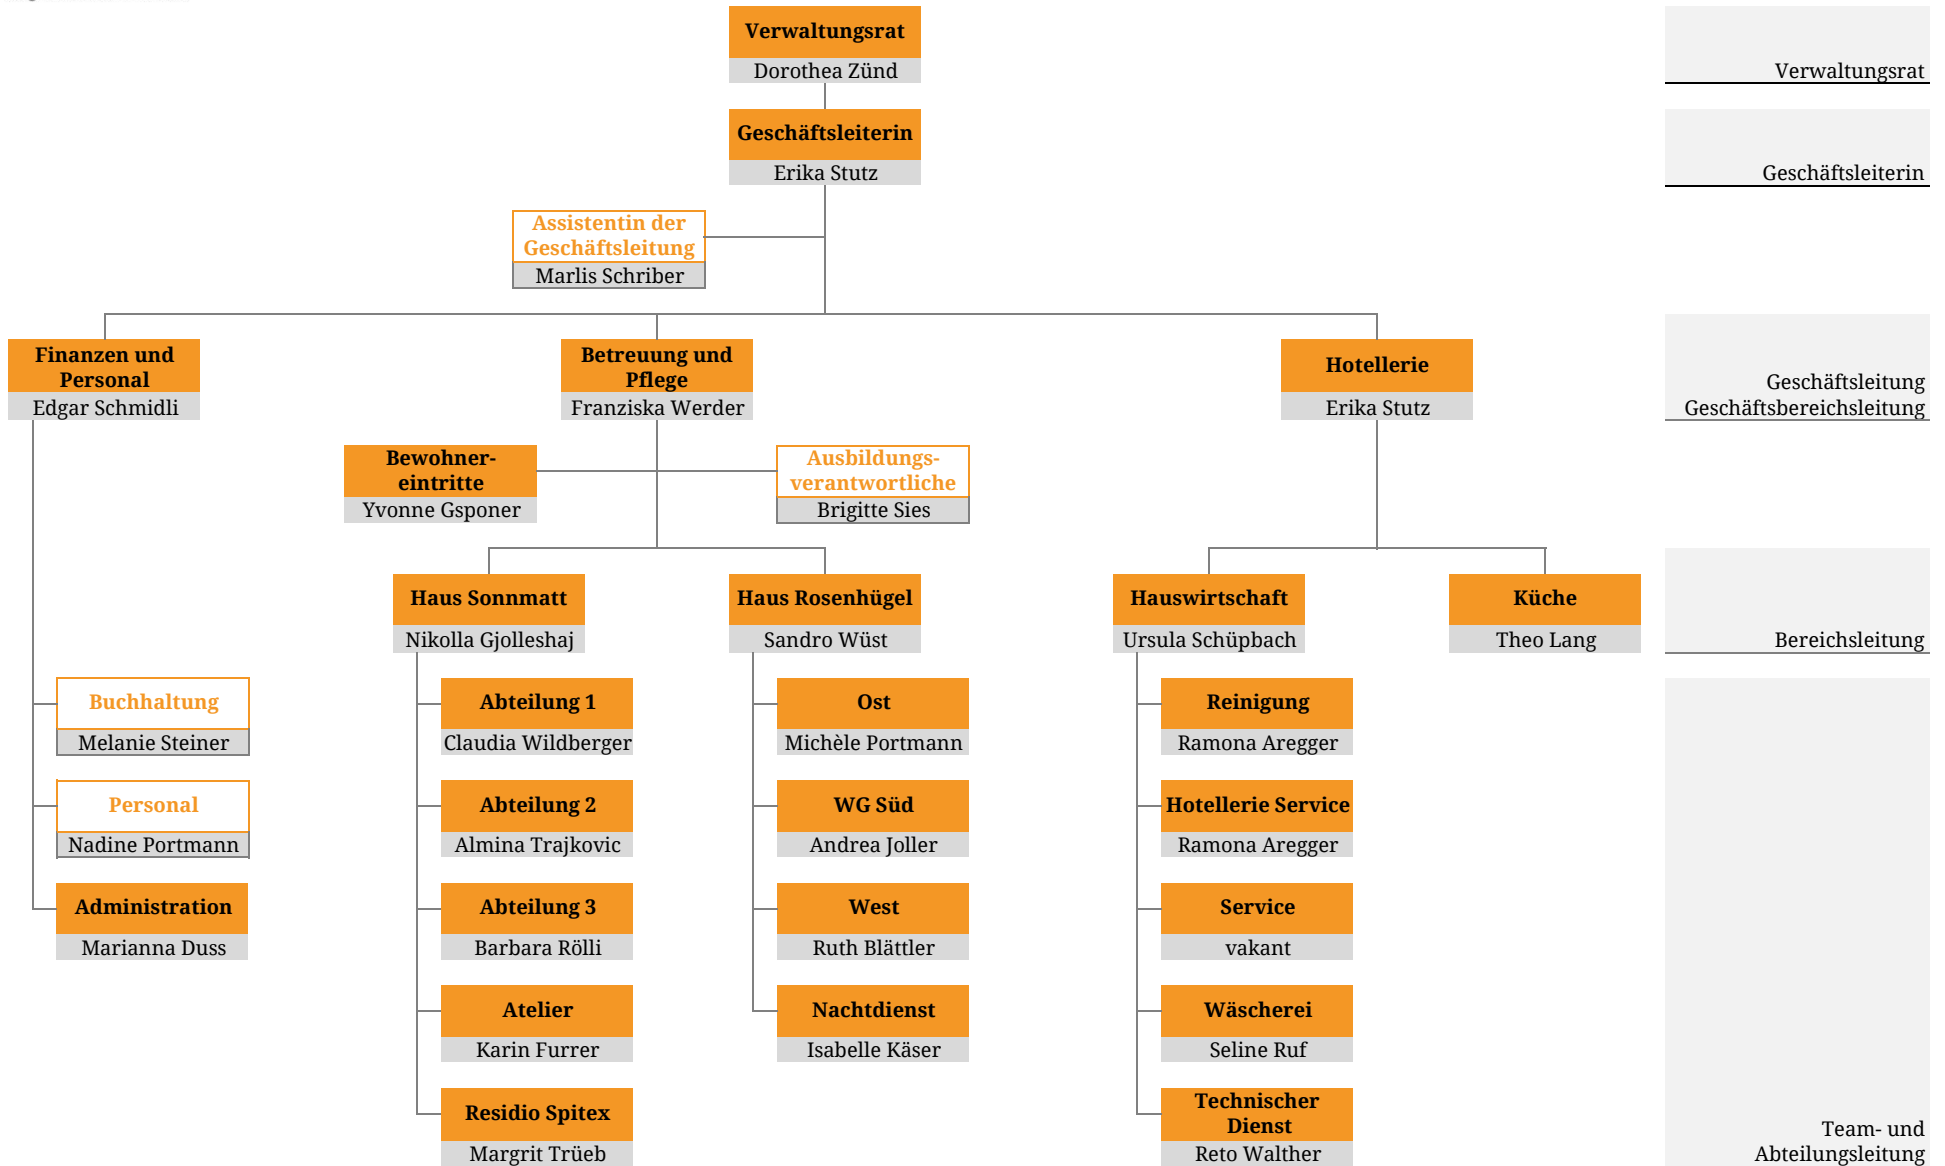 Verwaltungsrat
Dorothea Zünd
Verwaltungsrat
Geschäftsleiterin
Erika Stutz
Geschäftsleiterin
Assistentin der
Geschäftsleitung
Marlis Schriber
Finanzen und
Personal
Edgar Schmidli
Betreuung und
Pflege
Franziska Werder
Hotellerie
Erika Stutz
Geschäftsleitung
Geschäftsbereichsleitung
Bewohner-
eintritte
Yvonne Gsponer
Ausbildungs-
verantwortliche
Brigitte Sies
Haus Sonnmatt
Nikolla Gjolleshaj
Haus Rosenhügel
Sandro Wüst
Hauswirtschaft
Ursula Schüpbach
Küche
Theo Lang
Bereichsleitung
Buchhaltung
Melanie Steiner
Personal
Nadine Portmann
Administration
Marianna Duss
Abteilung 1
Claudia Wildberger
Abteilung 2
Almina Trajkovic
Abteilung 3
Barbara Rölli
Atelier
Karin Furrer
Residio Spitex
Margrit Trüeb
Ost
Michèle Portmann
WG Süd
Andrea Joller
West
Ruth Blättler
Nachtdienst
Isabelle Käser
Reinigung
Ramona Aregger
Hotellerie Service
Ramona Aregger
Service
vakant
Wäscherei
Seline Ruf
Technischer
Dienst
Reto Walther
Team- und
Abteilungsleitung